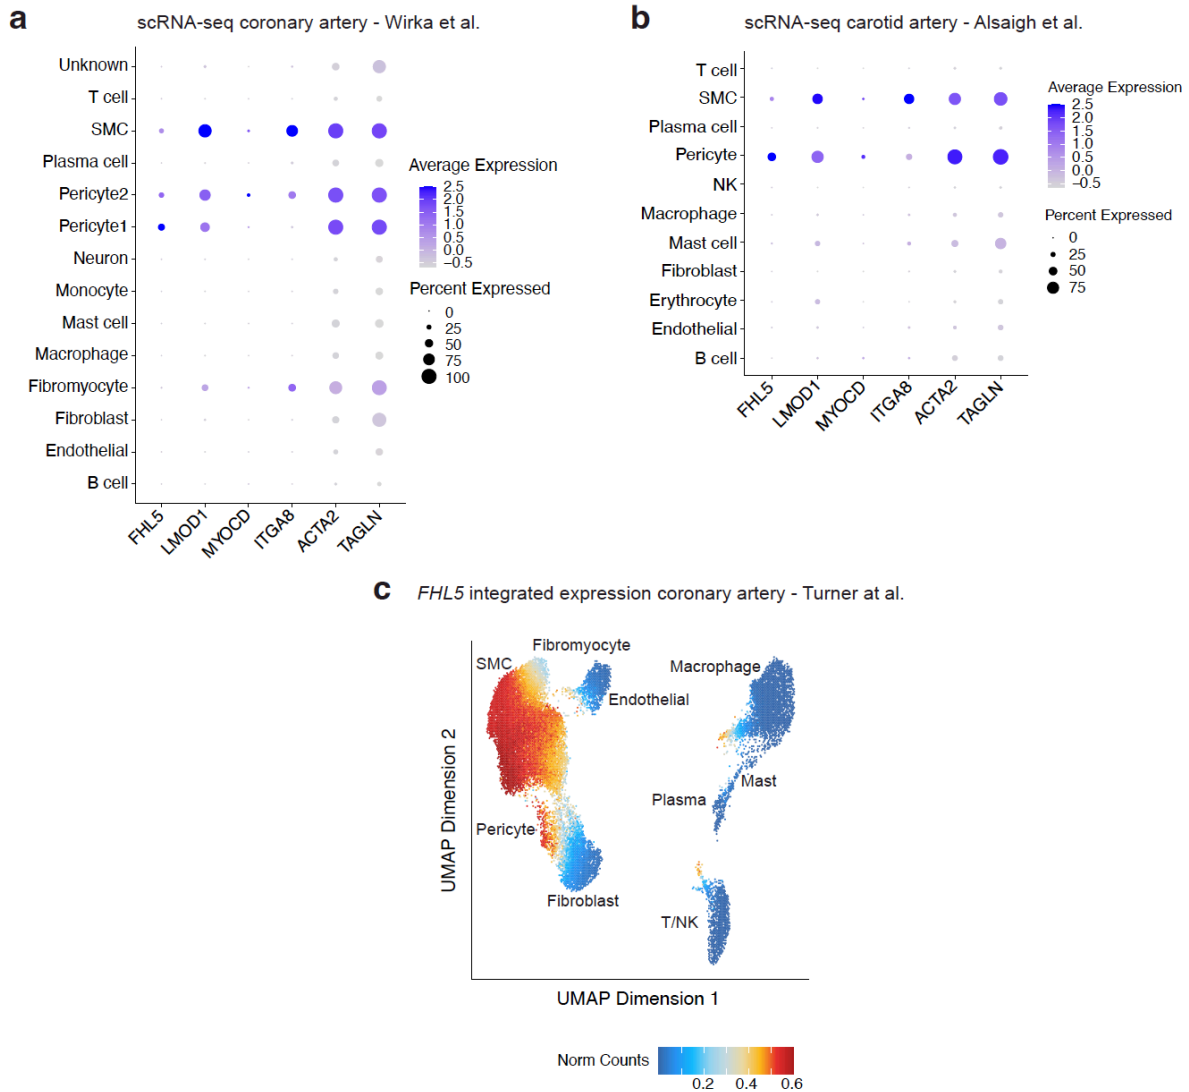 a
scRNA-seq coronary artery - Wirka et al.
Unknown
T cell
SMC
Plasma cell
Pericyte2
Pericyte1
Neuron
Monocyte
Mast cell
Macrophage
Fibromyocyte
Fibroblast
Endothelial
B cell
FHL5
LMOD1
MYOCD
ITGA8
ACTA2
TAGLN
Average Expression
2.5
2.0
1.5
1.0
0.5
0.0
−0.5
Percent Expressed
0
25
50
75
100
b
scRNA-seq carotid artery - Alsaigh et al.
T cell
SMC
Plasma cell
Pericyte
NK
Macrophage
Mast cell
Fibroblast
Erythrocyte
Endothelial
B cell
FHL5
LMOD1
MYOCD
ITGA8
ACTA2
TAGLN
Average Expression
2.5
2.0
1.5
1.0
0.5
0.0
−0.5
Percent Expressed
0
25
50
75
c
FHL5 integrated expression coronary artery - Turner at al.
Fibromyocyte
SMC
Endothelial
Macrophage
Mast
Plasma
Pericyte
Fibroblast
T/NK
UMAP Dimension 2
UMAP Dimension 1
Norm Counts
0.2 0.4 0.6